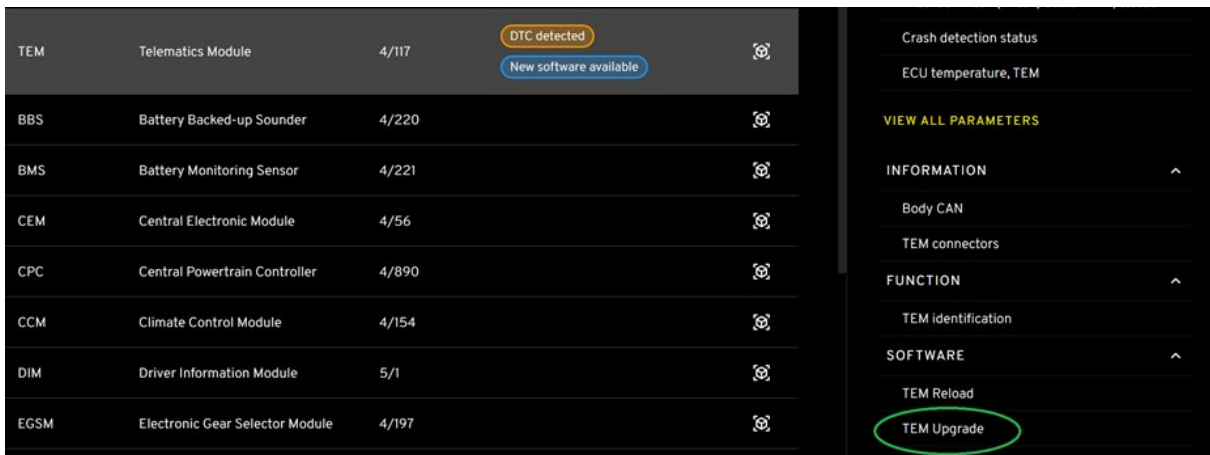 TEM Telematics Module 4/117 DTC detected
New software available
BBS Battery Backed-up Sounder 4/220
BMS Battery Monitoring Sensor 4/221
CEM Central Electronic Module 4/56
CPC Central Powertrain Controller 4/890
CCM Climate Control Module 4/154
DIM Driver Information Module 5/1
EGSM Electronic Gear Selector Module 4/197
Crash detection status
ECU temperature, TEM
VIEW ALL PARAMETERS
INFORMATION
Body CAN
TEM connectors
FUNCTION
TEM identification
SOFTWARE
TEM Reload
TEM Upgrade